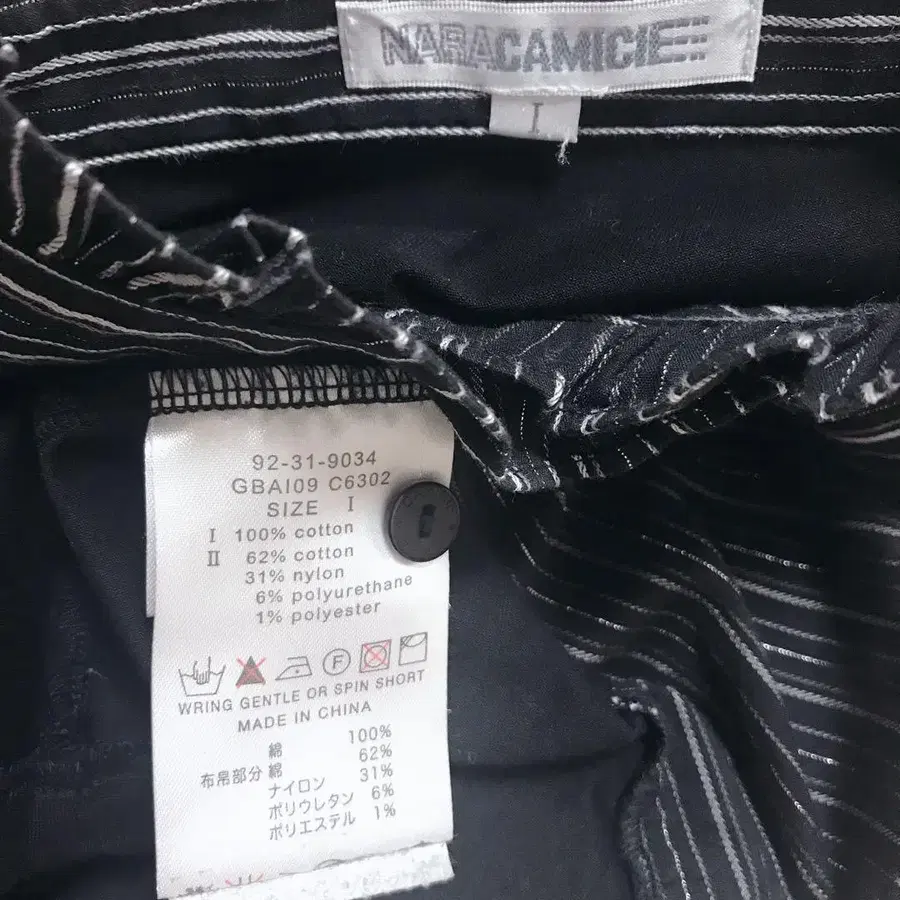 NARACAMICIE
I
92-31-9034
GBAI09 C6302
SIZE I
I 100% cotton
II 62% cotton
31% nylon
6% polyurethane
1% polyester
F
WRING GENTLE OR SPIN SHORT
MADE IN CHINA
綿 100%
布帛部分 綿 62%
ナイロン 31%
ポリウレタン 6%
ポリエステル 1%